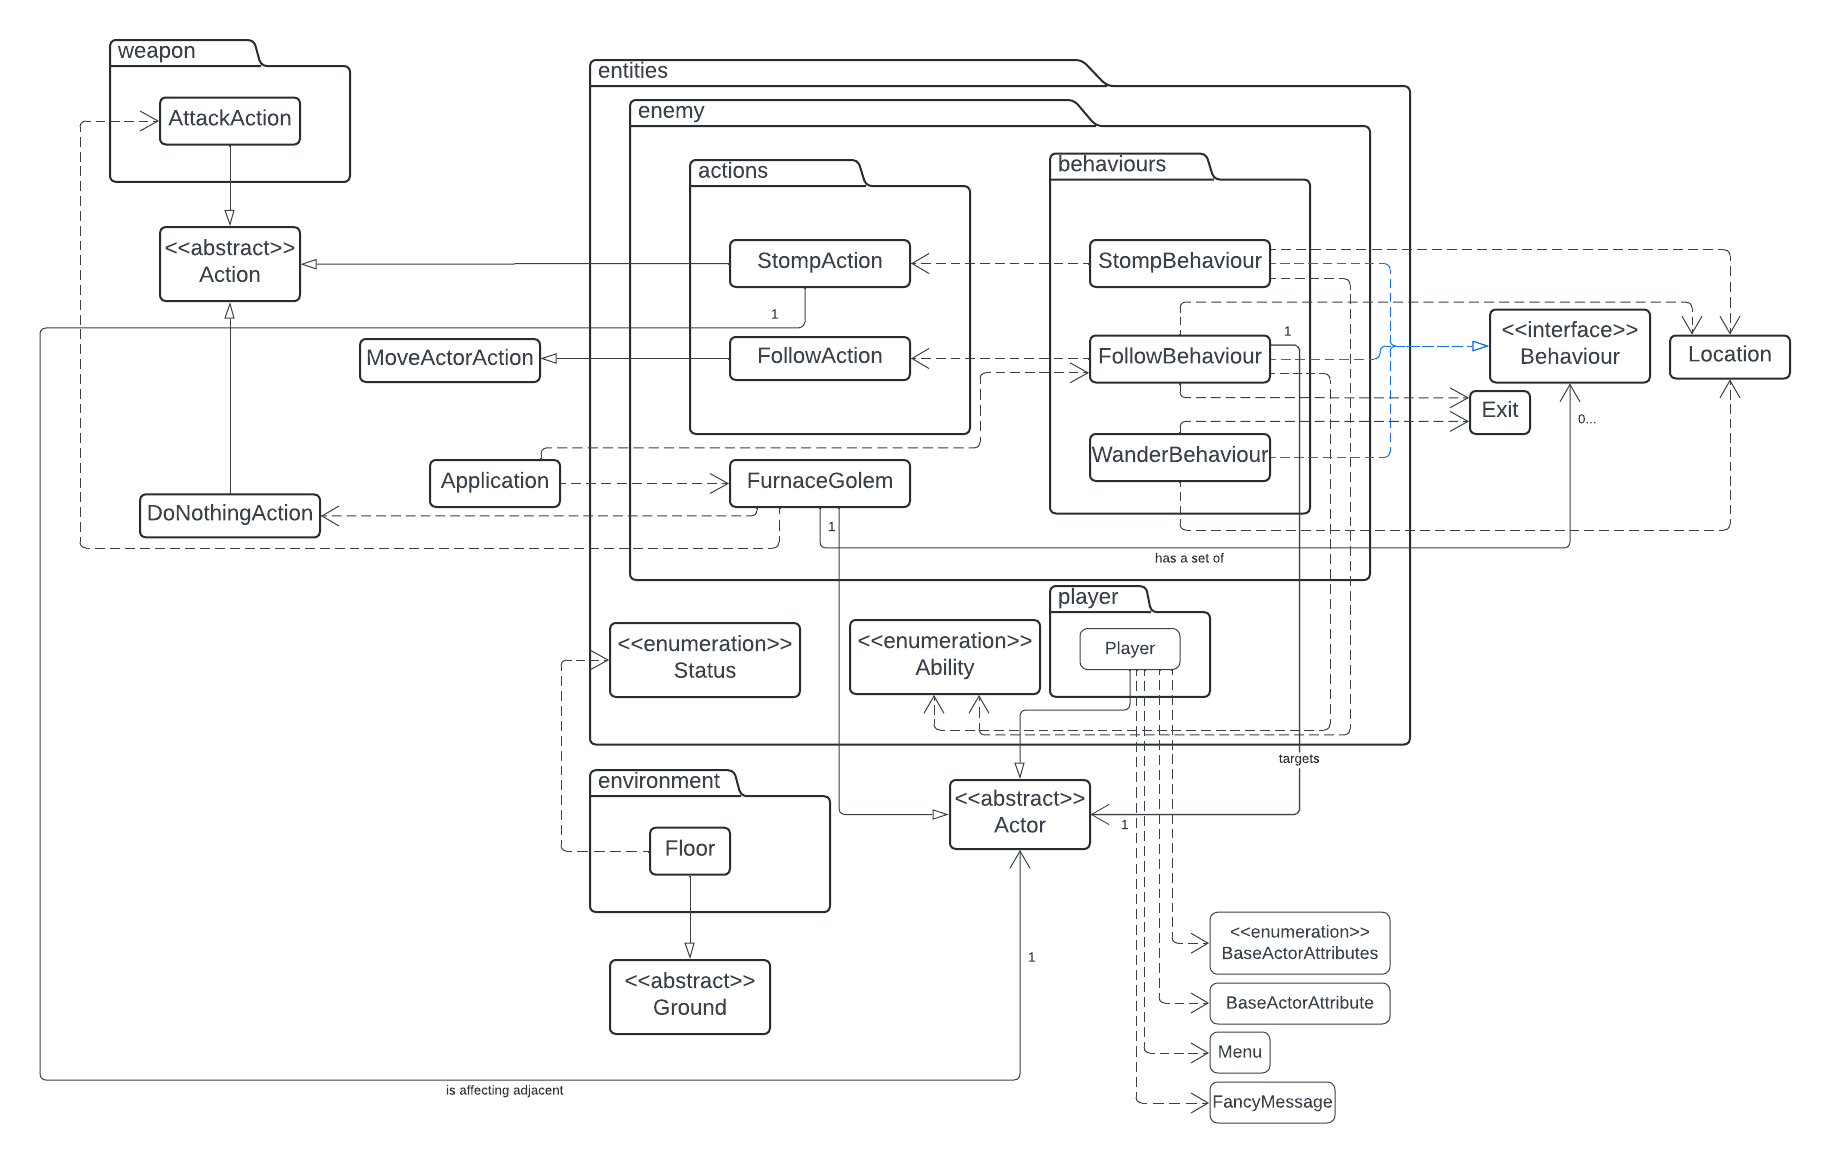 weapon
AttackAction
<<abstract>>
Action
MoveActorAction
DoNothingAction
Application
entities
enemy
actions
StompAction
1
FollowAction
FurnaceGolem
1
behaviours
StompBehaviour
FollowBehaviour
1
WanderBehaviour
<<interface>>
Behaviour
0...
Location
Exit
has a set of
<<enumeration>>
Status
<<enumeration>>
Ability
player
Player
targets
environment
Floor
<<abstract>>
Actor
1
<<abstract>>
Ground
1
<<enumeration>>
BaseActorAttributes
BaseActorAttribute
Menu
FancyMessage
is affecting adjacent